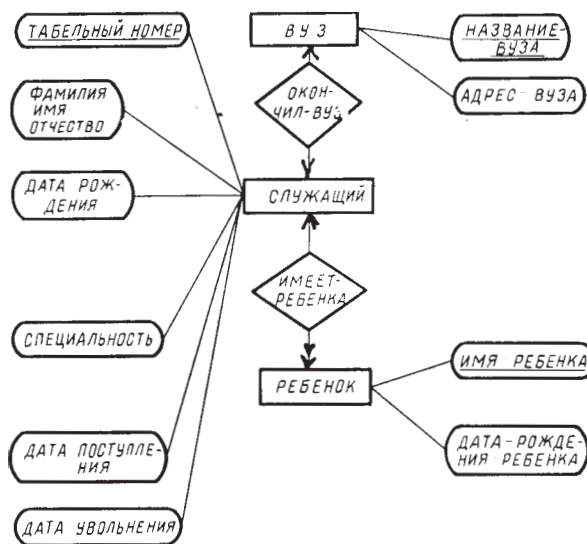 ТАБЕЛЬНЫЙ НОМЕР
ФАМИЛИЯ
ИМЯ
ОТЧЕСТВО
ДАТА РОЖ-
ДЕНИЯ
СПЕЦИАЛЬНОСТЬ
ДАТА ПОСТУПЛЕ-
НИЯ
ДАТА УВОЛЬНЕНИЯ
ВУЗ
ОКОН-
ЧИЛ-ВУЗ
СЛУЖАЩИЙ
ИМЕЕТ-
РЕБЕНКА
РЕБЕНОК
НАЗВАНИЕ-
ВУЗА
АДРЕС-ВУЗА
ИМЯ-РЕБЕНКА
ДАТА-РОЖДЕ-
НИЯ-РЕБЕНКА